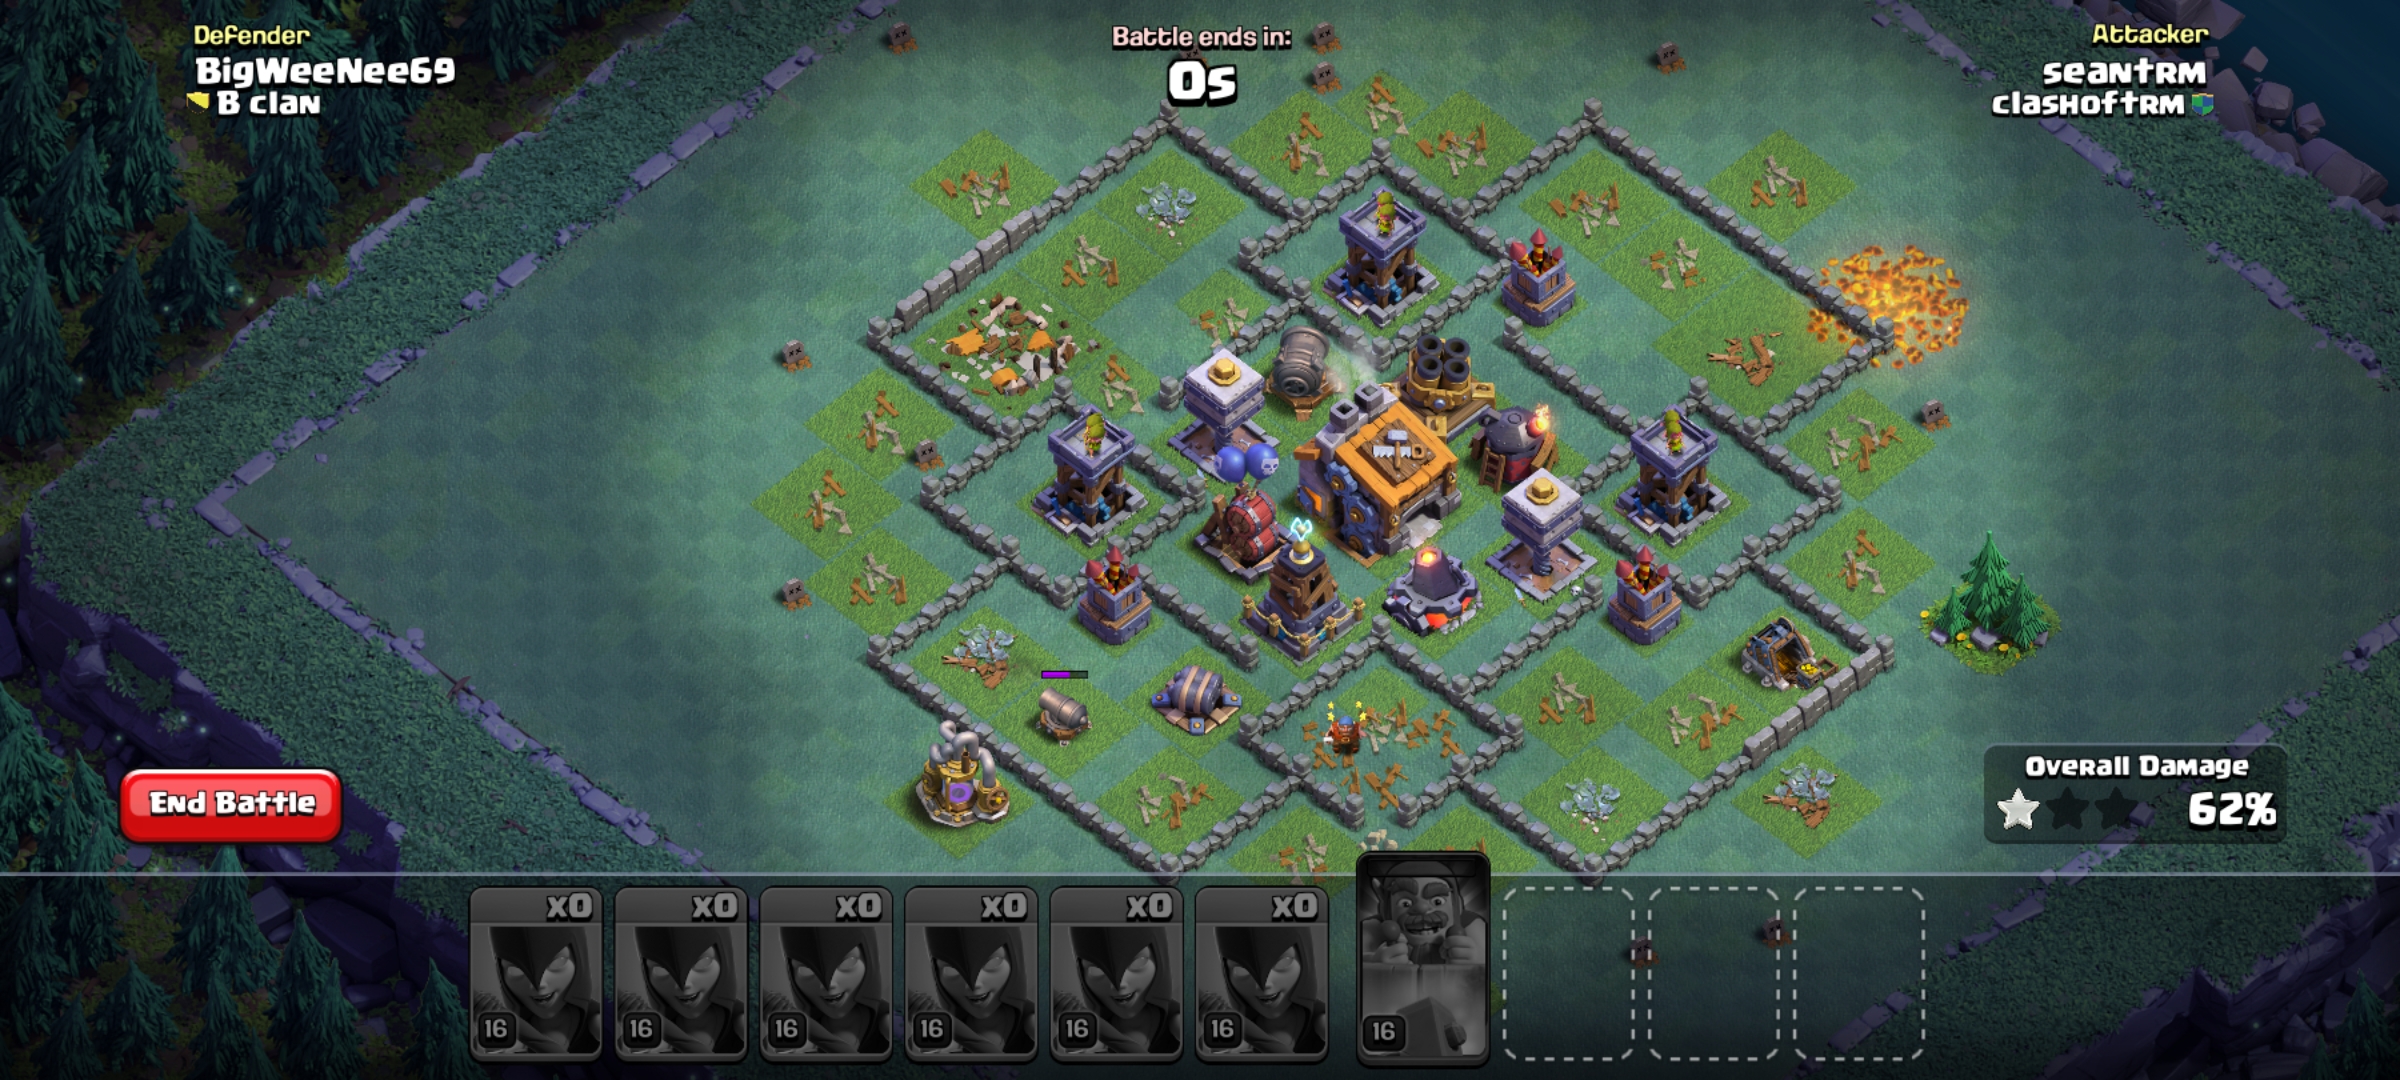 Defender
BigWeeNee69
B clan
Battle ends in:
0s
Attacker
seantRM
clashoftRM
End Battle
Overall Damage
62%
x0
x0
x0
x0
x0
x0
16
16
16
16
16
16
16